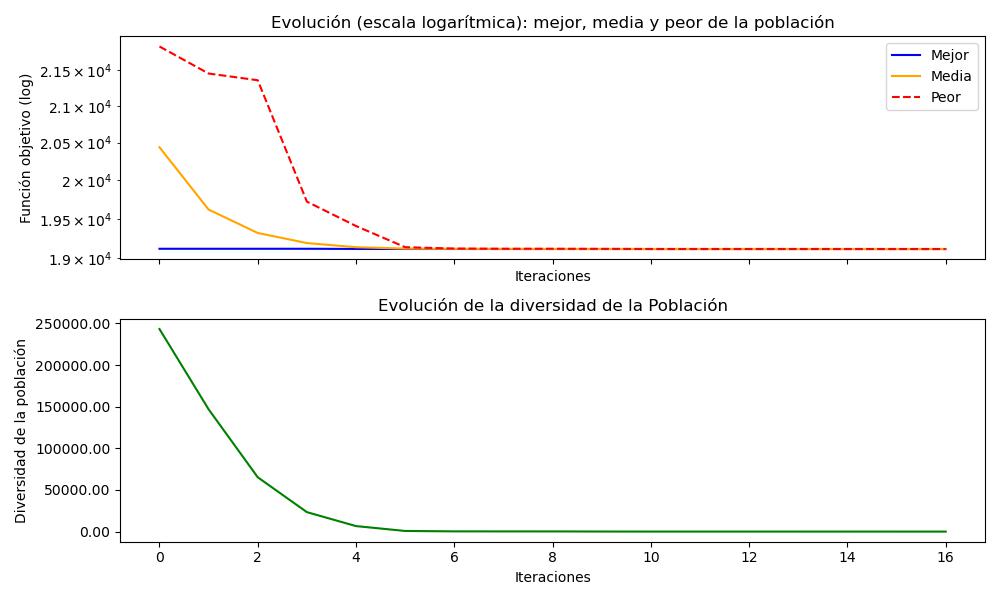 Evolución (escala logarítmica): mejor, media y peor de la población
Función objetivo (log)
2.15 × 10⁴
2.1 × 10⁴
2.05 × 10⁴
2 × 10⁴
1.95 × 10⁴
1.9 × 10⁴
Mejor
Media
Peor
Iteraciones
Evolución de la diversidad de la Población
Diversidad de la población
250000.00
200000.00
150000.00
100000.00
50000.00
0.00
0 2 4 6 8 10 12 14 16
Iteraciones